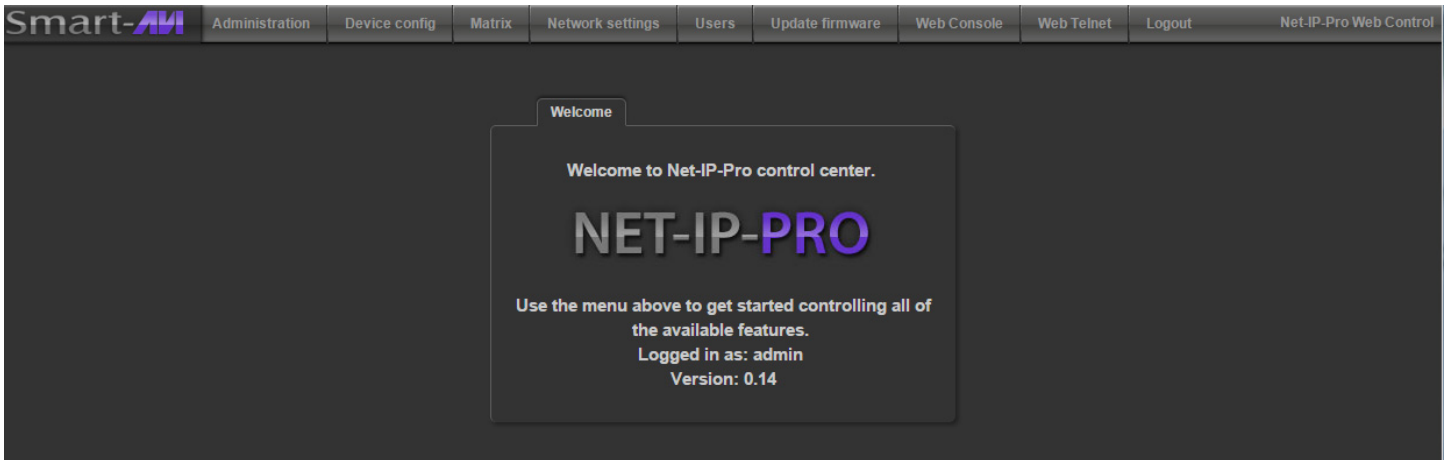 Smart-AVI Administration Device config Matrix Network settings Users Update firmware Web Console Web Telnet Logout Net-IP-Pro Web Control
Welcome
Welcome to Net-IP-Pro control center.
NET-IP-PRO
Use the menu above to get started controlling all of
the available features.
Logged in as: admin
Version: 0.14